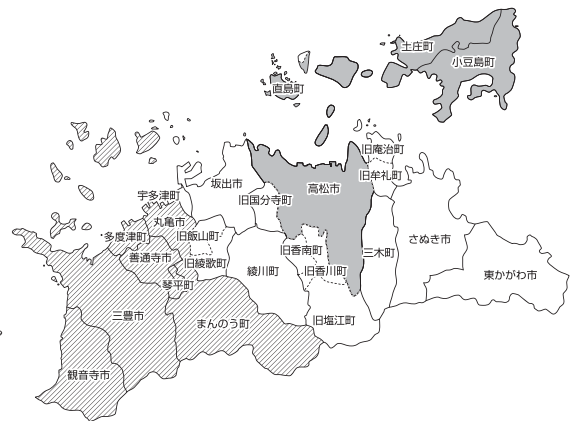 土庄町
小豆島町
直島町
旧庵治町
旧牟礼町
高松市
坂出市
宇多津町
旧国分寺町
丸亀市
多度津町
旧飯山町
善通寺市
旧綾歌町
旧香南町
旧香川町
三木町
さぬき市
東かがわ市
綾川町
琴平町
三豊市
まんのう町
旧塩江町
観音寺市